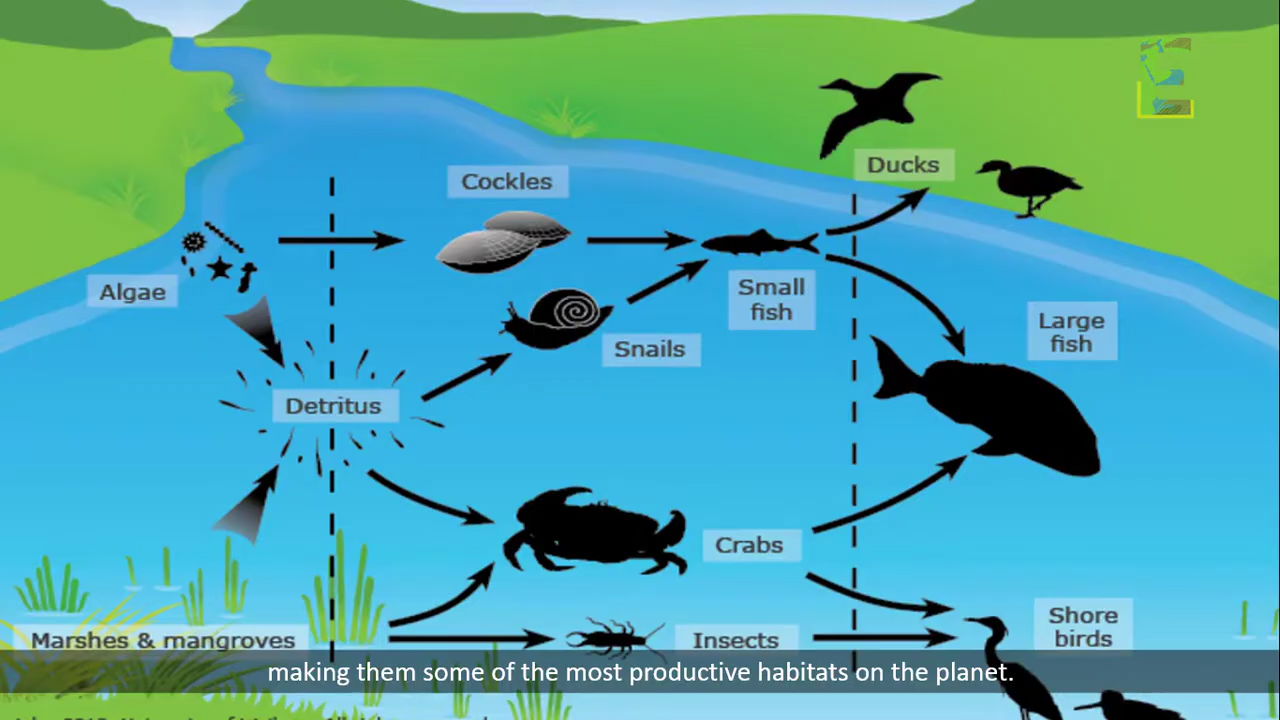 Ducks
Cockles
Algae
Small
fish
Large
fish
Snails
Detritus
Crabs
Shore
birds
Marshes & mangroves
Insects
making them some of the most productive habitats on the planet.